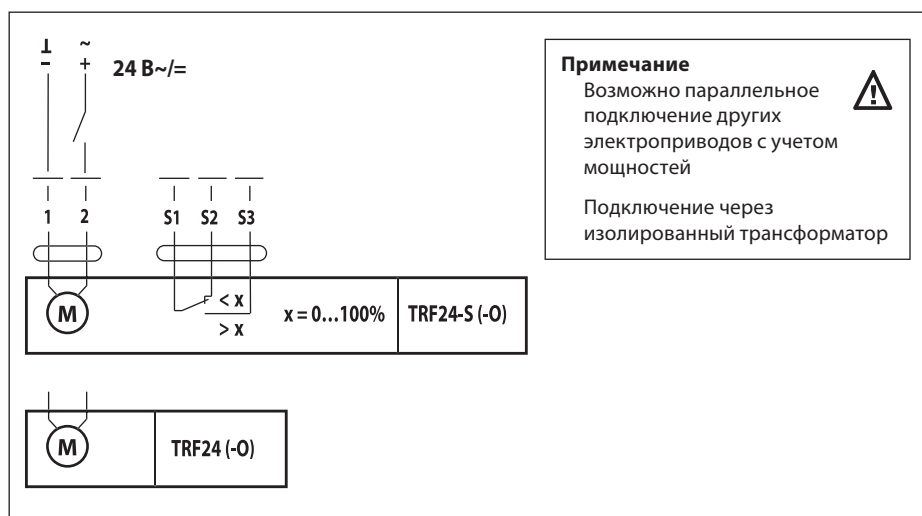 ⊥ ~
- + 24 В~/=
1 2 S1 S2 S3
M < x
> x
x = 0...100% TRF24-S (-O)
M TRF24 (-O)
Примечание
Возможно параллельное
подключение других
электроприводов с учетом
мощностей
Подключение через
изолированный трансформатор